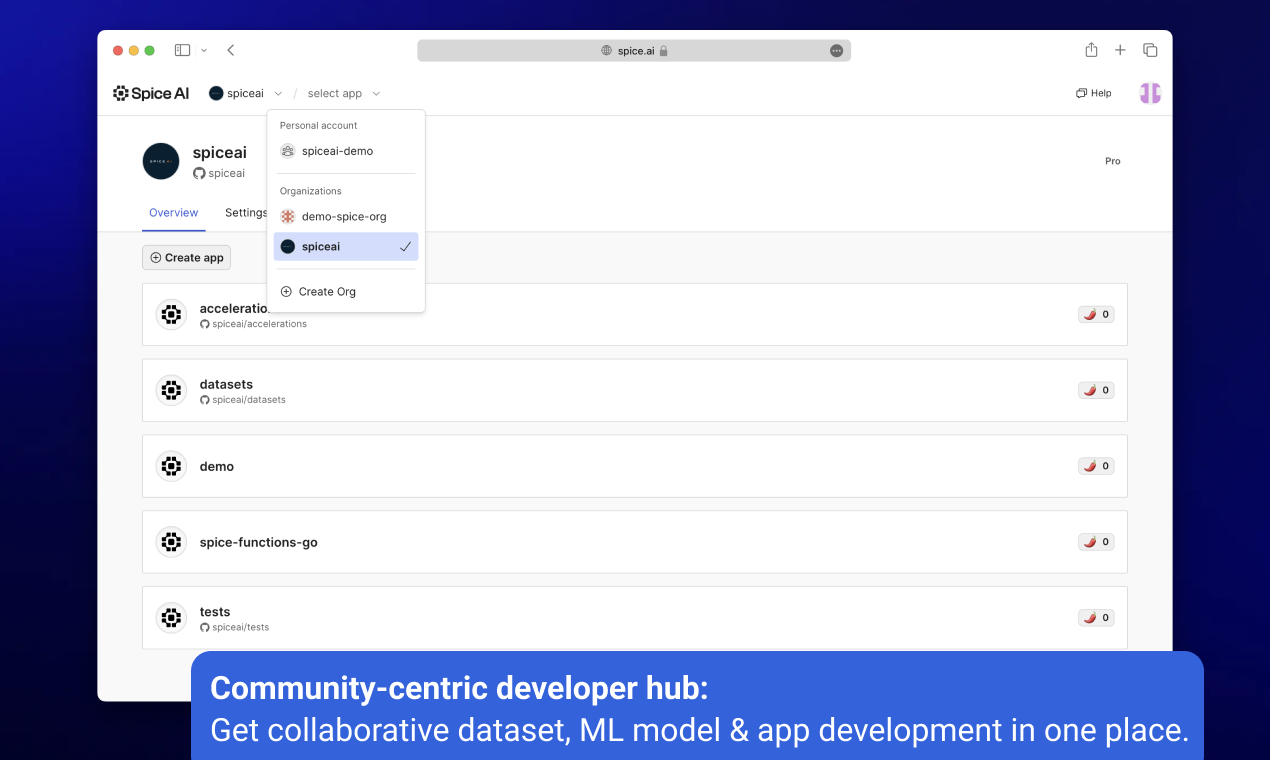 spice.ai
Spice AI
spiceai
/
select app
Help
Personal account
spiceai-demo
Organizations
demo-spice-org
spiceai
Create Org
SPICE AI
spiceai
spiceai
Pro
Overview
Settings
Create app
spiceai/accelerations
0
datasets
spiceai/datasets
0
demo
0
spice-functions-go
0
tests
spiceai/tests
0
Community-centric developer hub:
Get collaborative dataset, ML model & app development in one place.